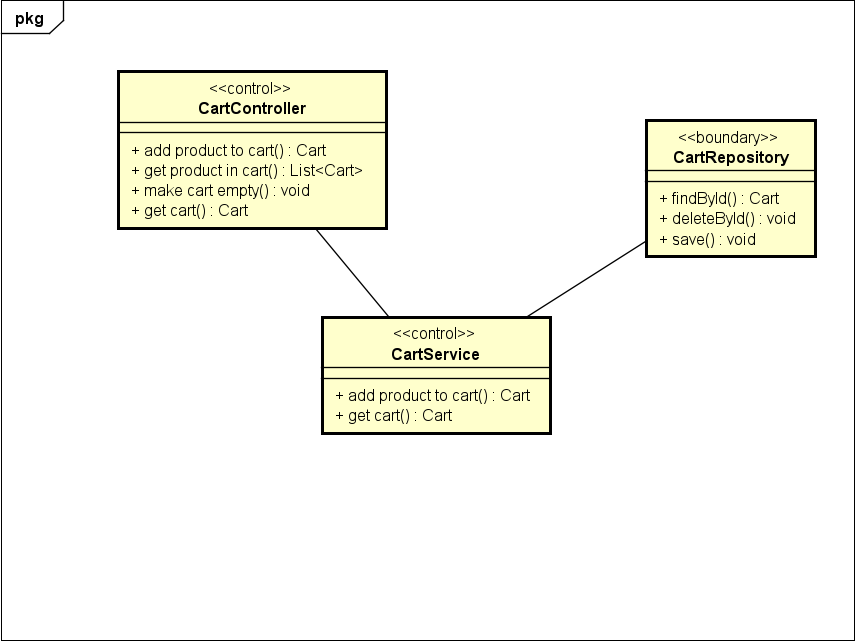 pkg
<<control>>
CartController
+ add product to cart() : Cart
+ get product in cart() : List<Cart>
+ make cart empty() : void
+ get cart() : Cart
<<boundary>>
CartRepository
+ findById() : Cart
+ deleteById() : void
+ save() : void
<<control>>
CartService
+ add product to cart() : Cart
+ get cart() : Cart